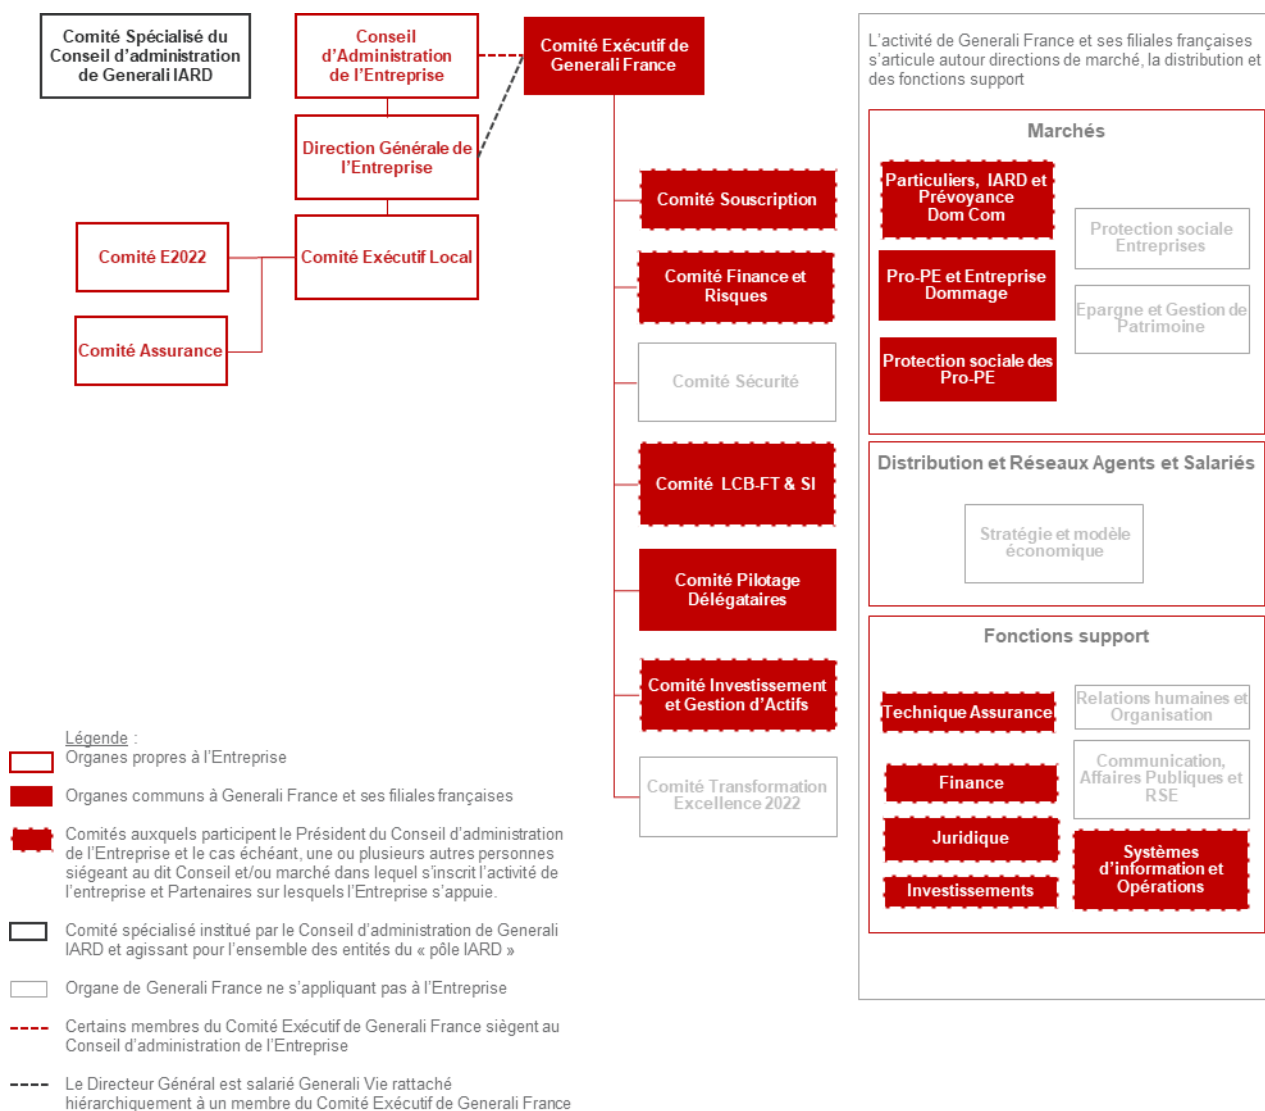 Comité Spécialisé du
Conseil d'administration
de Generali IARD
Conseil
d'Administration
de l'Entreprise
Comité Exécutif de
Generali France
Direction Générale de
l'Entreprise
Comité Exécutif Local
Comité E2022
Comité Assurance
Comité Souscription
Comité Finance et
Risques
Comité Sécurité
Comité LCB-FT & SI
Comité Pilotage
Délégataires
Comité Investissement
et Gestion d'Actifs
Comité Transformation
Excellence 2022
L'activité de Generali France et ses filiales françaises
s'articule autour directions de marché, la distribution et
des fonctions support
Marchés
Particuliers, IARD et
Prévoyance
Dom Com
Pro-PE et Entreprise
Dommage
Protection sociale des
Pro-PE
Protection sociale
Entreprises
Epargne et Gestion de
Patrimoine
Distribution et Réseaux Agents et Salariés
Stratégie et modèle
économique
Fonctions support
Technique Assurance
Finance
Juridique
Investissements
Relations humaines et
Organisation
Communication,
Affaires Publiques et
RSE
Systèmes
d'information et
Opérations
Légende :
Organes propres à l'Entreprise
Organes communs à Generali France et ses filiales françaises
Comités auxquels participent le Président du Conseil d'administration
de l'Entreprise et le cas échéant, une ou plusieurs autres personnes
siégeant au dit Conseil et/ou marché dans lequel s'inscrit l'activité de
l'entreprise et Partenaires sur lesquels l'Entreprise s'appuie.
Comité spécialisé institué par le Conseil d'administration de Generali
IARD et agissant pour l'ensemble des entités du « pôle IARD »
Organe de Generali France ne s'appliquant pas à l'Entreprise
Certains membres du Comité Exécutif de Generali France siègent au
Conseil d'administration de l'Entreprise
Le Directeur Général est salarié Generali Vie rattaché
hiérarchiquement à un membre du Comité Exécutif de Generali France